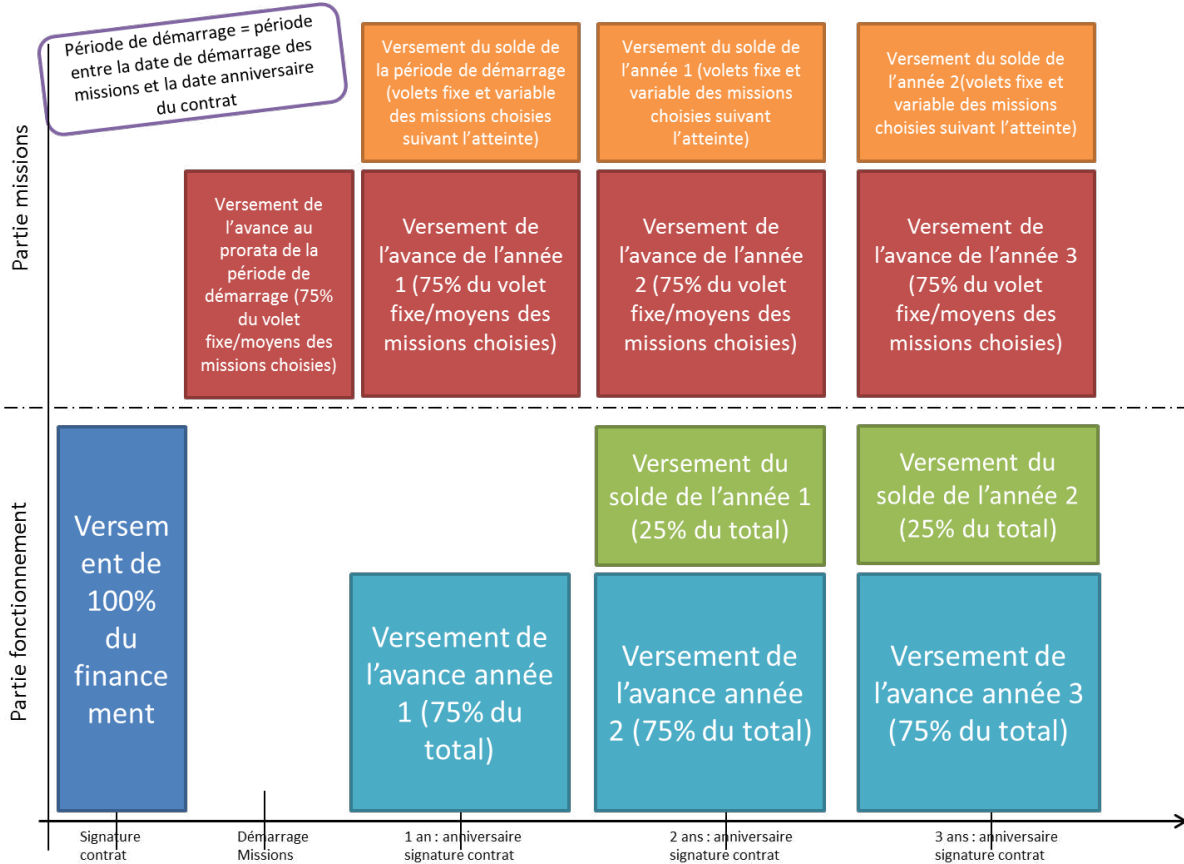 Période de démarrage = période
entre la date de démarrage des
missions et la date anniversaire
du contrat
Versement du solde de
la période de démarrage
(volets fixe et variable
des missions choisies
suivant l'atteinte)
Versement du solde de
l'année 1 (volets fixe et
variable des missions
choisies suivant
l'atteinte)
Versement du solde de
l'année 2(volets fixe et
variable des missions
choisies suivant l'atteinte)
Partie missions
Versement de
l'avance au
prorata de la
période de
démarrage (75%
du volet
fixe/moyens des
missions choisies)
Versement de
l'avance de l'année
1 (75% du volet
fixe/moyens des
missions choisies)
Versement de
l'avance de l'année
2 (75% du volet
fixe/moyens des
missions choisies)
Versement de
l'avance de l'année 3
(75% du volet
fixe/moyens des
missions choisies)
Partie fonctionnement
Versem
ent de
100%
du
finance
ment
Versement du
solde de l'année 1
(25% du total)
Versement du
solde de l'année 2
(25% du total)
Versement de
l'avance année
1 (75% du
total)
Versement de
l'avance année
2 (75% du total)
Versement de
l'avance année 3
(75% du total)
Signature
contrat
Démarrage
Missions
1 an : anniversaire
signature contrat
2 ans : anniversaire
signature contrat
3 ans : anniversaire
signature contrat